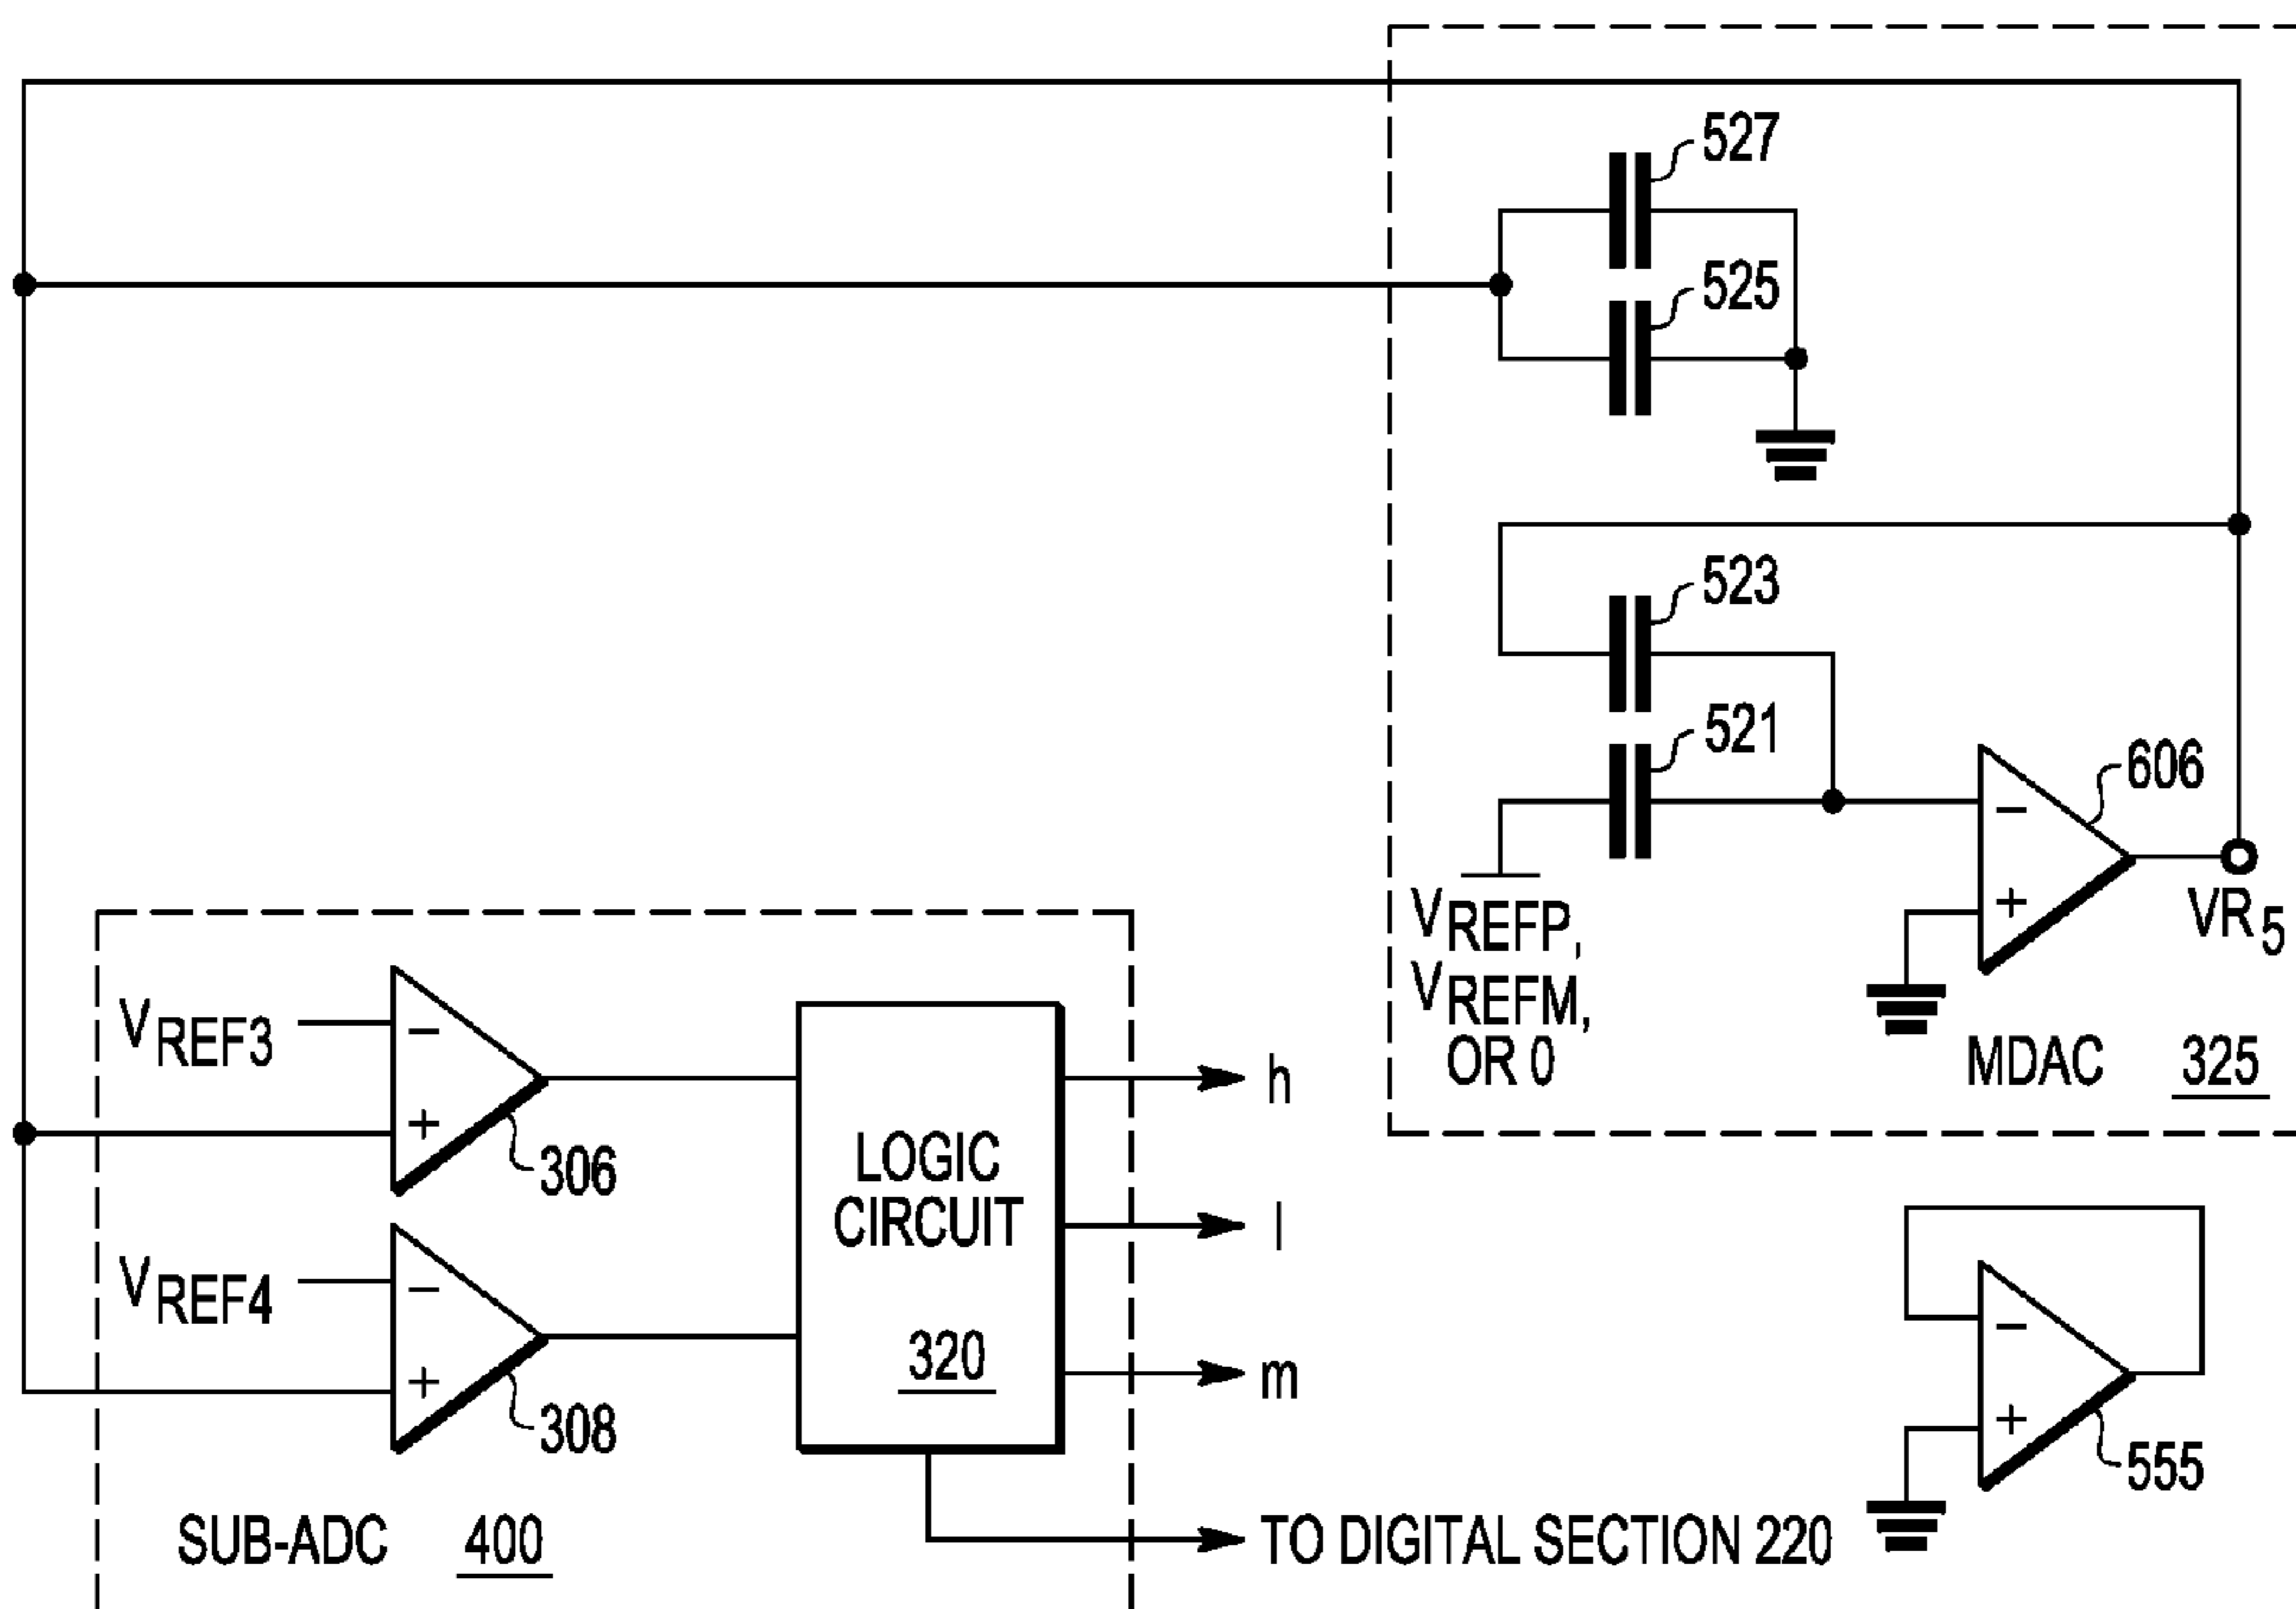 527
525
523
521
606
VREFP,
VREFM,
OR 0
VR5
MDAC 325
VREF3
306
VREF4
308
LOGIC
CIRCUIT
320
h
l
m
555
SUB-ADC 400
TO DIGITAL SECTION 220
− + − + − + − +